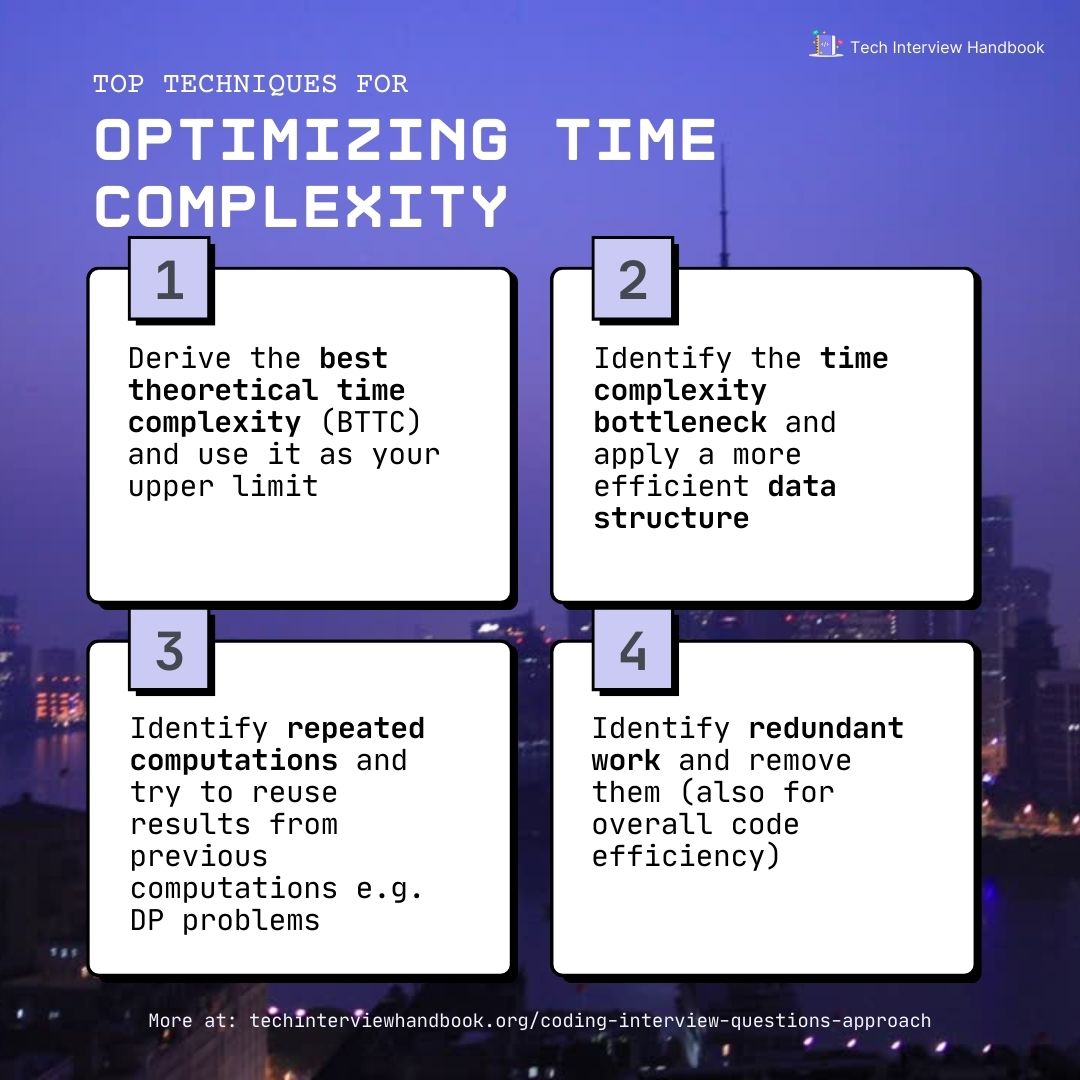 Tech Interview Handbook
TOP TECHNIQUES FOR
OPTIMIZING TIME
COMPLEXITY
1
Derive the best
theoretical time
complexity (BTTC)
and use it as your
upper limit
2
Identify the time
complexity
bottleneck and
apply a more
efficient data
structure
3
Identify repeated
computations and
try to reuse
results from
previous
computations e.g.
DP problems
4
Identify redundant
work and remove
them (also for
overall code
efficiency)
More at: techinterviewhandbook.org/coding-interview-questions-approach